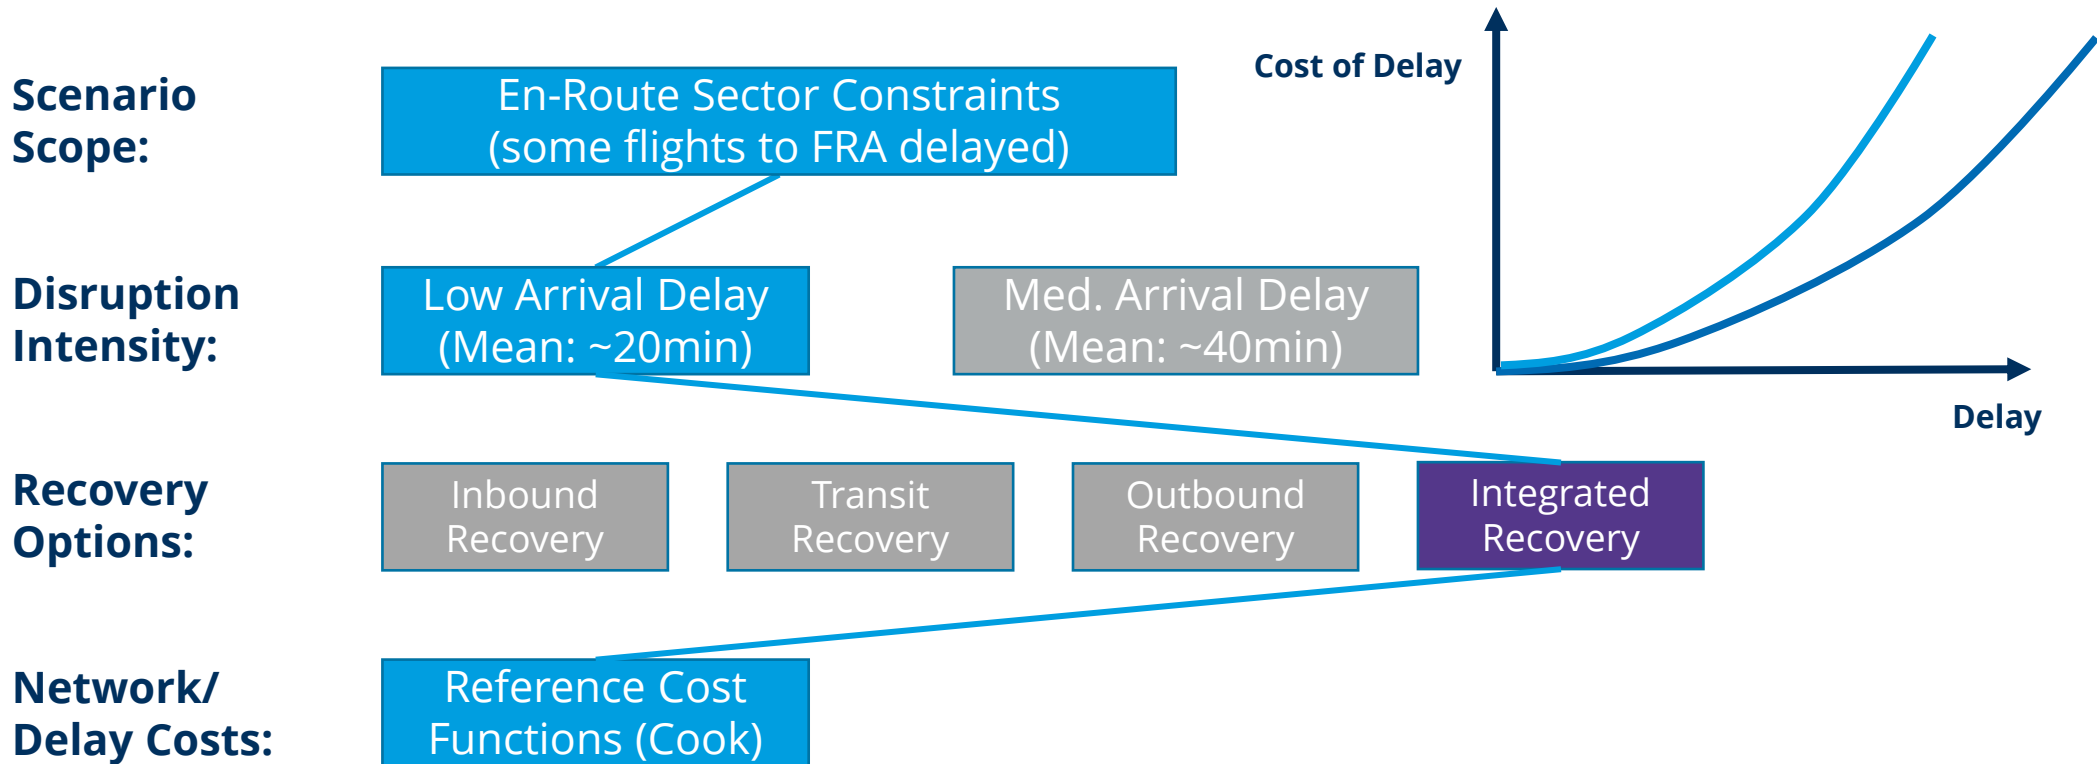 Scenario
Scope:
En-Route Sector Constraints
(some flights to FRA delayed)
Cost of Delay
Delay
Disruption
Intensity:
Low Arrival Delay
(Mean: ~20min)
Med. Arrival Delay
(Mean: ~40min)
Recovery
Options:
Inbound
Recovery
Transit
Recovery
Outbound
Recovery
Integrated
Recovery
Network/
Delay Costs:
Reference Cost
Functions (Cook)